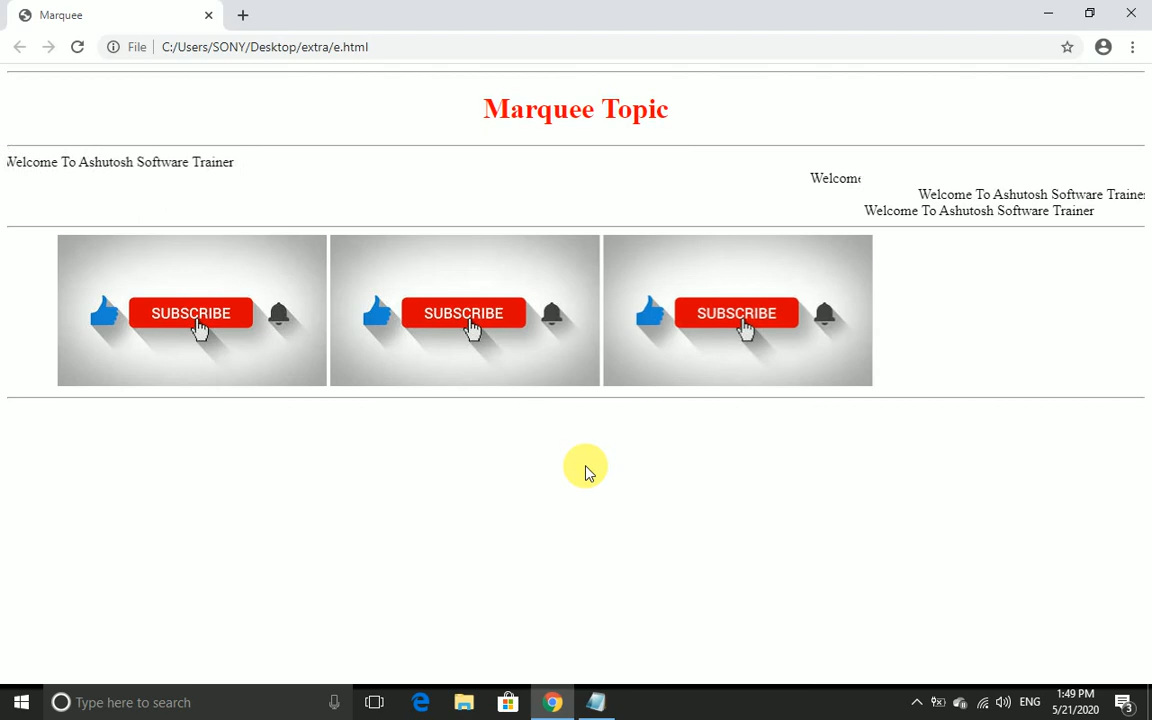 Marquee
File
C:/Users/SONY/Desktop/extra/e.html
Marquee Topic
Welcome To Ashutosh Software Trainer
Welcome
Welcome To Ashutosh Software Trainer
Welcome To Ashutosh Software Trainer
SUBSCRIBE SUBSCRIBE SUBSCRIBE
Type here to search
ENG
1:49 PM
5/21/2020
3